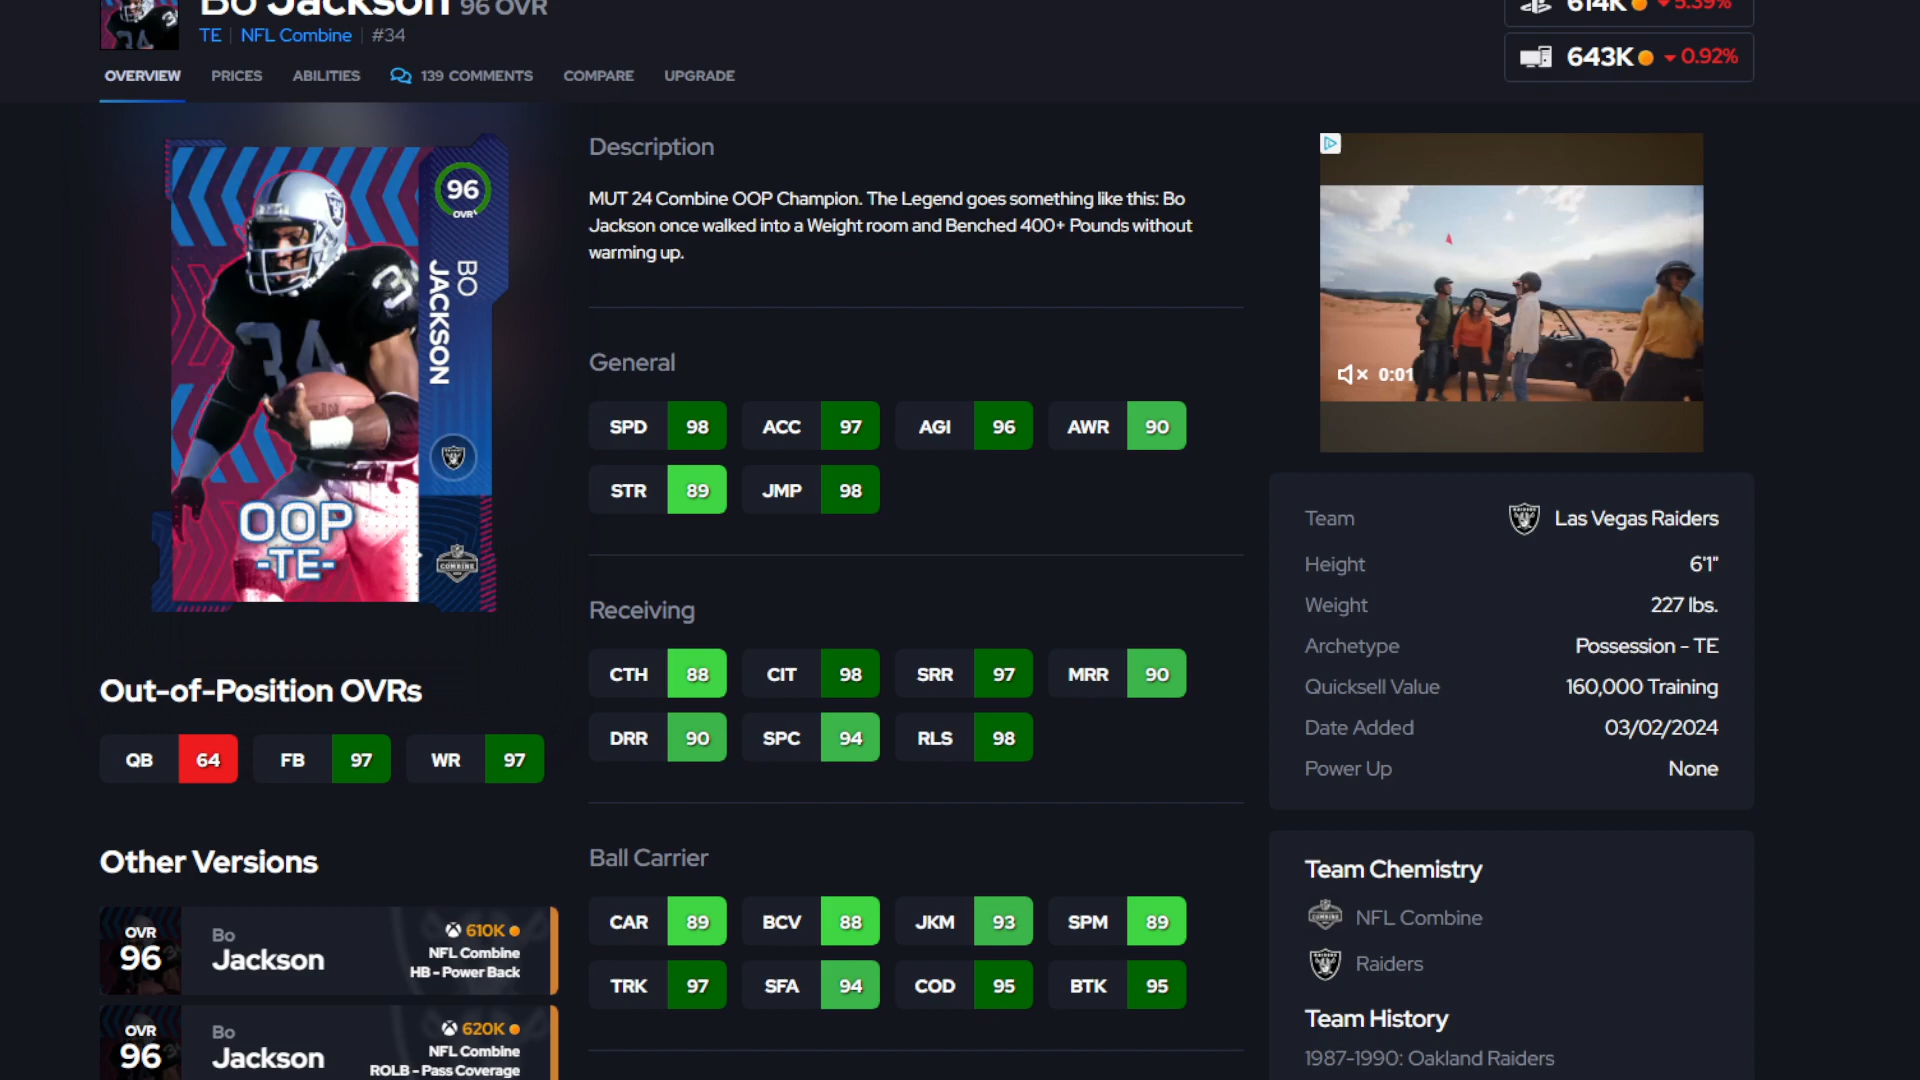 Bo Jackson 96 OVR
TE | NFL Combine | #34
614K 5.39%
643K 0.92%
OVERVIEW PRICES ABILITIES 139 COMMENTS COMPARE UPGRADE
96
OVR
BO
JACKSON
34
OOP
-TE-
COMBINE
Description
MUT 24 Combine OOP Champion. The Legend goes something like this: Bo
Jackson once walked into a Weight room and Benched 400+ Pounds without
warming up.
General
SPD 98 ACC 97 AGI 96 AWR 90
STR 89 JMP 98
Receiving
CTH 88 CIT 98 SRR 97 MRR 90
DRR 90 SPC 94 RLS 98
Ball Carrier
CAR 89 BCV 88 JKM 93 SPM 89
TRK 97 SFA 94 COD 95 BTK 95
Out-of-Position OVRs
QB 64 FB 97 WR 97
Other Versions
OVR
96
Bo
Jackson
610K
NFL Combine
HB - Power Back
OVR
96
Bo
Jackson
620K
NFL Combine
ROLB - Pass Coverage
0:01
Team Las Vegas Raiders
Height 6'1"
Weight 227 lbs.
Archetype Possession - TE
Quicksell Value 160,000 Training
Date Added 03/02/2024
Power Up None
Team Chemistry
NFL Combine
Raiders
Team History
1987-1990: Oakland Raiders